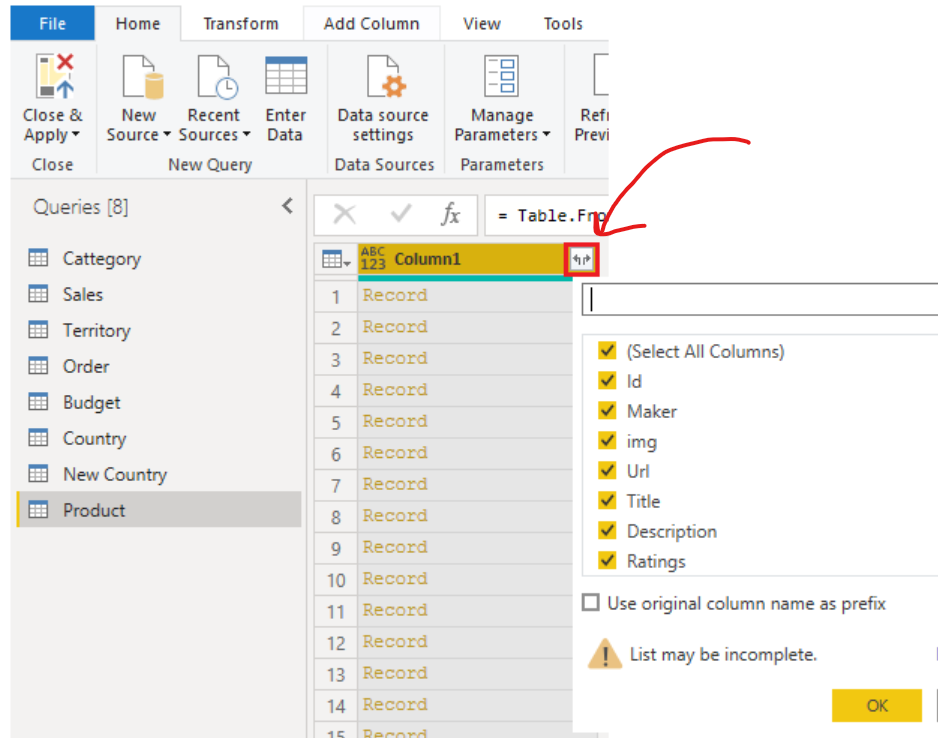 File Home Transform Add Column View Tools
Close & Apply
New Source
Recent Sources
Enter Data
Data source settings
Manage Parameters
Refr
Previ
Close New Query Data Sources Parameters
Queries [8]
fx = Table.Fro
Cattegory
Sales
Territory
Order
Budget
Country
New Country
Product
ABC 123 Column1
1 Record
2 Record
3 Record
4 Record
5 Record
6 Record
7 Record
8 Record
9 Record
10 Record
11 Record
12 Record
13 Record
14 Record
15 Record
(Select All Columns)
Id
Maker
img
Url
Title
Description
Ratings
Use original column name as prefix
List may be incomplete.
OK